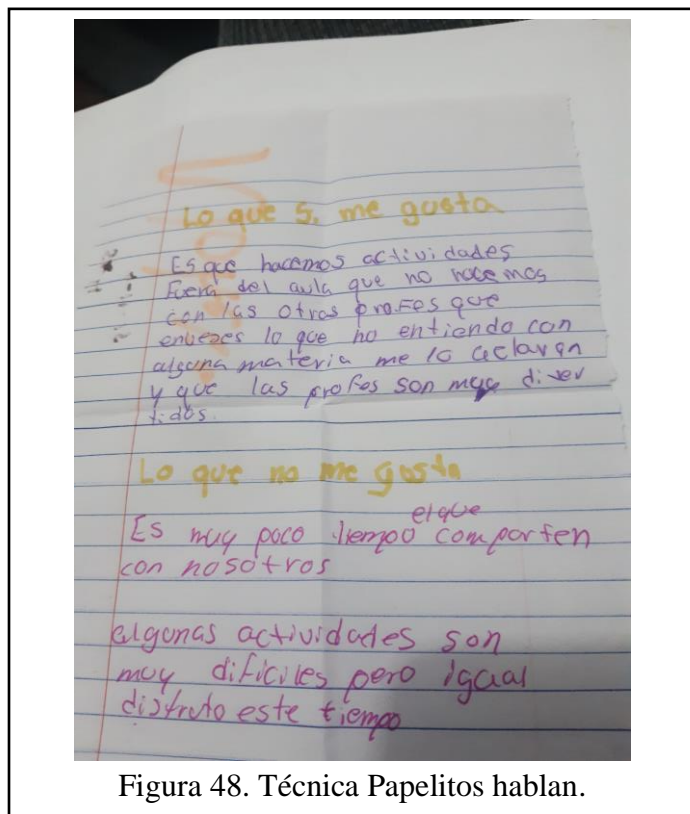 Lo que si me gusta
Es que hacemos actividades
Fuera del aula que no hacemos
con las otras profes que
enveses lo que no entiendo con
alguna materia me lo aclaran
y que las profes son muy diver
tidas.
Lo que no me gusta
el que
Es muy poco tiempo comparten
con nosotros
algunas actividades son
muy dificiles pero igual
disfruto este tiempo
Figura 48. Técnica Papelitos hablan.